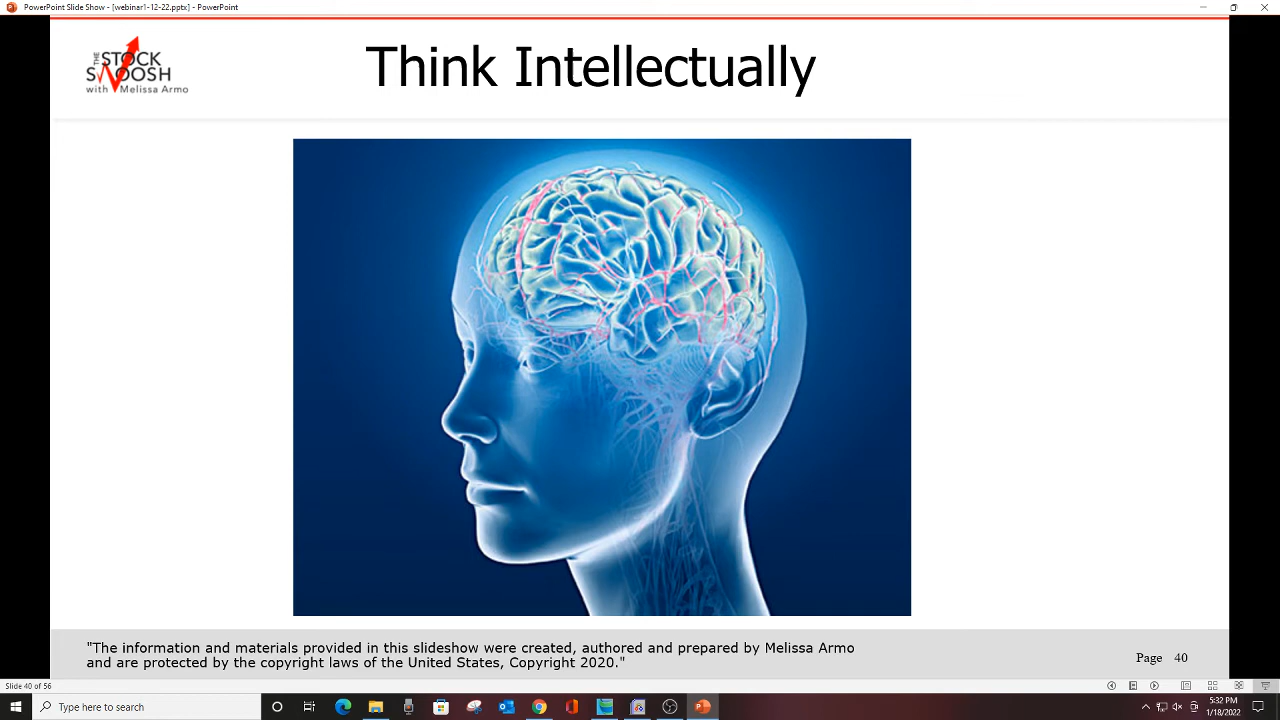 PowerPoint Slide Show - [webinar1-12-22.pptx] - PowerPoint
THE
STOCK
SWOOSH
with Melissa Armo
Think Intellectually
"The information and materials provided in this slideshow were created, authored and prepared by Melissa Armo
and are protected by the copyright laws of the United States, Copyright 2020."
Page 40
Slide 40 of 56
Type here to search
5:32 PM
1/18/2022